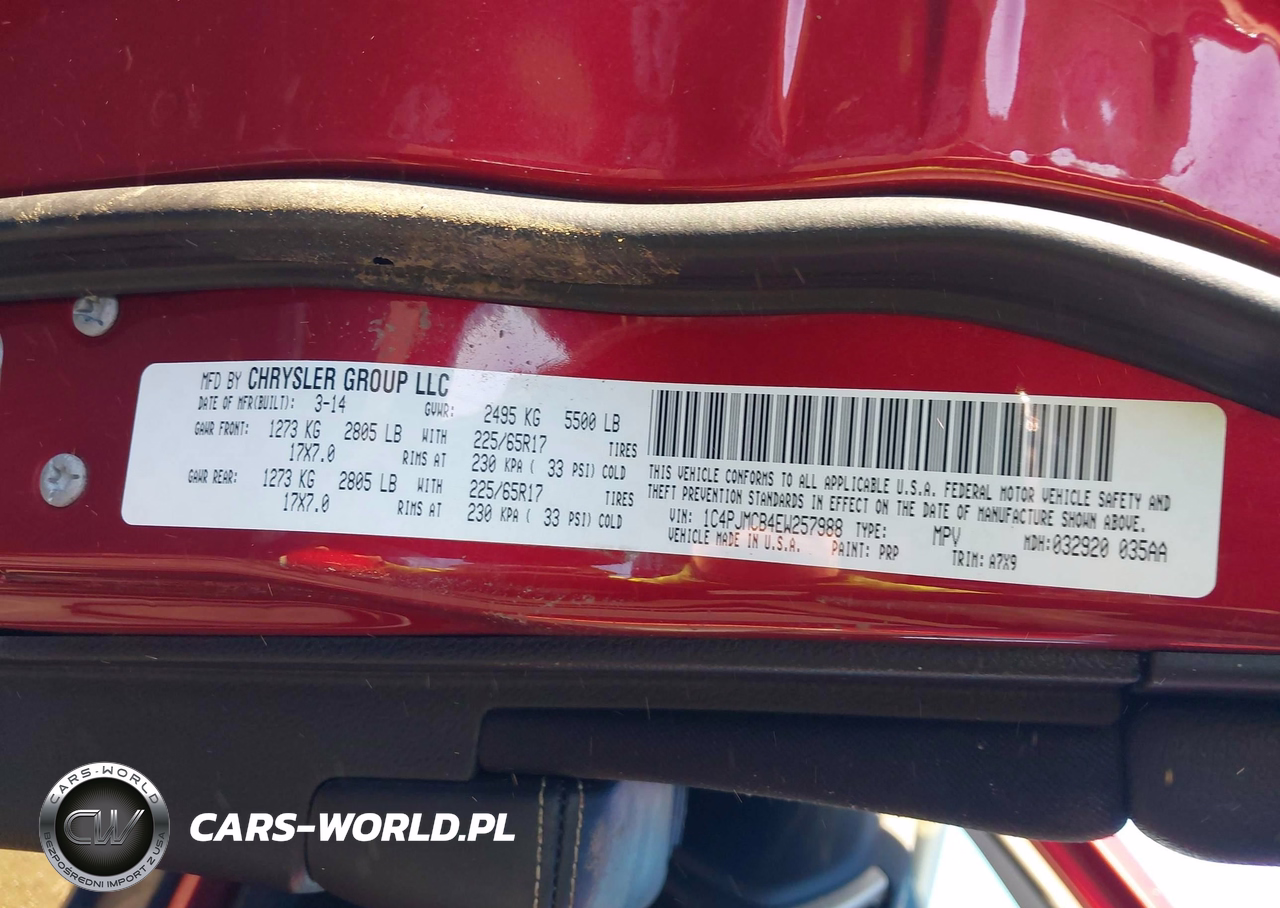 MFD BY CHRYSLER GROUP LLC
DATE OF MFR(BUILT): 3-14 GVWR: 2495 KG 5500 LB
GAWR FRONT: 1273 KG 2805 LB WITH 225/65R17 TIRES
17X7.0 RIMS AT 230 KPA ( 33 PSI) COLD
GAWR REAR: 1273 KG 2805 LB WITH 225/65R17 TIRES
17X7.0 RIMS AT 230 KPA ( 33 PSI) COLD
THIS VEHICLE CONFORMS TO ALL APPLICABLE U.S.A. FEDERAL MOTOR VEHICLE SAFETY AND
THEFT PREVENTION STANDARDS IN EFFECT ON THE DATE OF MANUFACTURE SHOWN ABOVE.
VIN: 1C4PJMCB4EW257988 TYPE: MPV MDH:032920 035AA
VEHICLE MADE IN U.S.A. PAINT: PRP TRIM: A7X9
CARS-WORLD
CW
BEZPOŚREDNI IMPORT Z USA
CARS-WORLD.PL